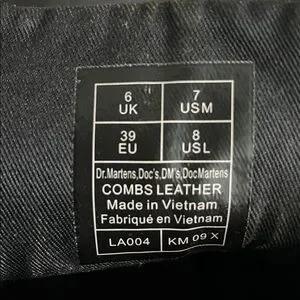 6 UK 7 USM
39 EU 8 USL
Dr.Martens,Doc's,DM's,DocMartens
COMBS LEATHER
Made in Vietnam
Fabriqué en Vietnam
LA004 KM 09 X